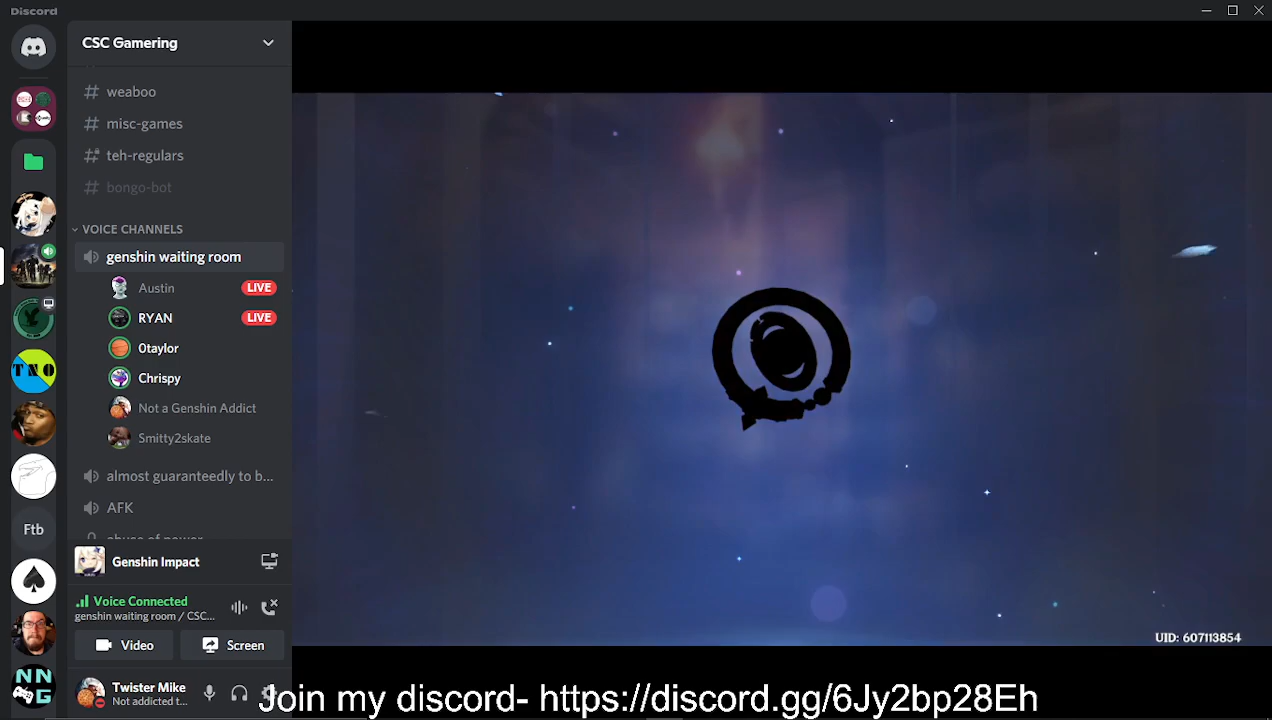 Discord
CSC Gamering
# weaboo
# misc-games
# teh-regulars
# bongo-bot
VOICE CHANNELS
genshin waiting room
Austin LIVE
RYAN LIVE
Otaylor
Chrispy
Not a Genshin Addict
Smitty2skate
almost guaranteedly to b...
AFK
TNO
Ftb
Genshin Impact
Voice Connected
genshin waiting room / CSC...
Video Screen
NN
G
Twister Mike
Not addicted t...
UID: 607113854
Join my discord- https://discord.gg/6Jy2bp28Eh